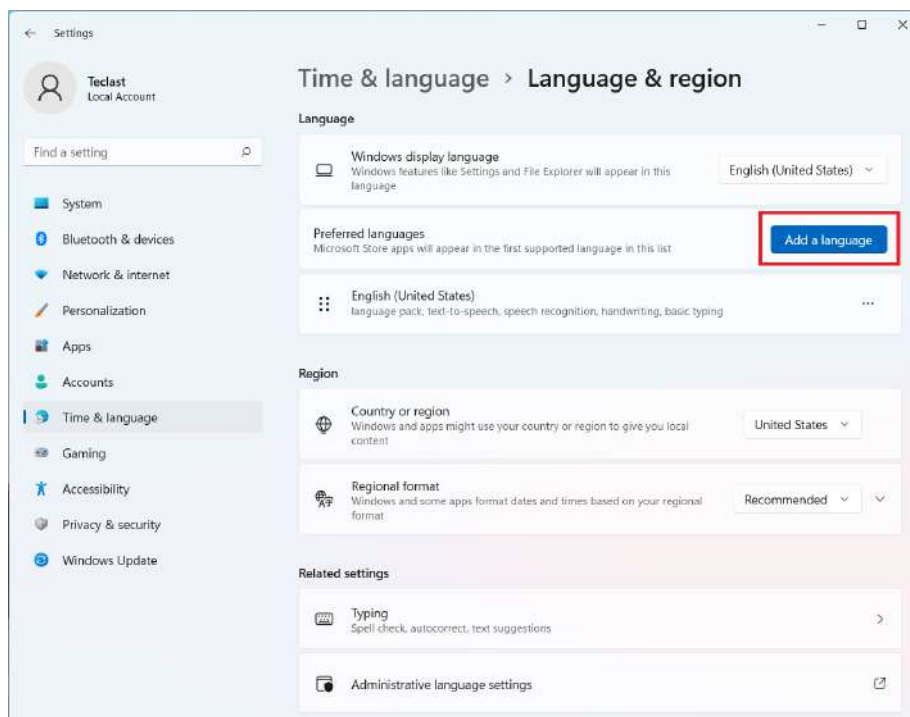 Settings
Teclast
Local Account
Find a setting
System
Bluetooth & devices
Network & internet
Personalization
Apps
Accounts
Time & language
Gaming
Accessibility
Privacy & security
Windows Update
Time & language > Language & region
Language
Windows display language
Windows features like Settings and File Explorer will appear in this
language
English (United States)
Preferred languages
Microsoft Store apps will appear in the first supported language in this list
Add a language
English (United States)
language pack, text-to-speech, speech recognition, handwriting, basic typing
Region
Country or region
Windows and apps might use your country or region to give you local
content
United States
Regional format
Windows and some apps format dates and times based on your regional
format
Recommended
Related settings
Typing
Spell check, autocorrect, text suggestions
Administrative language settings